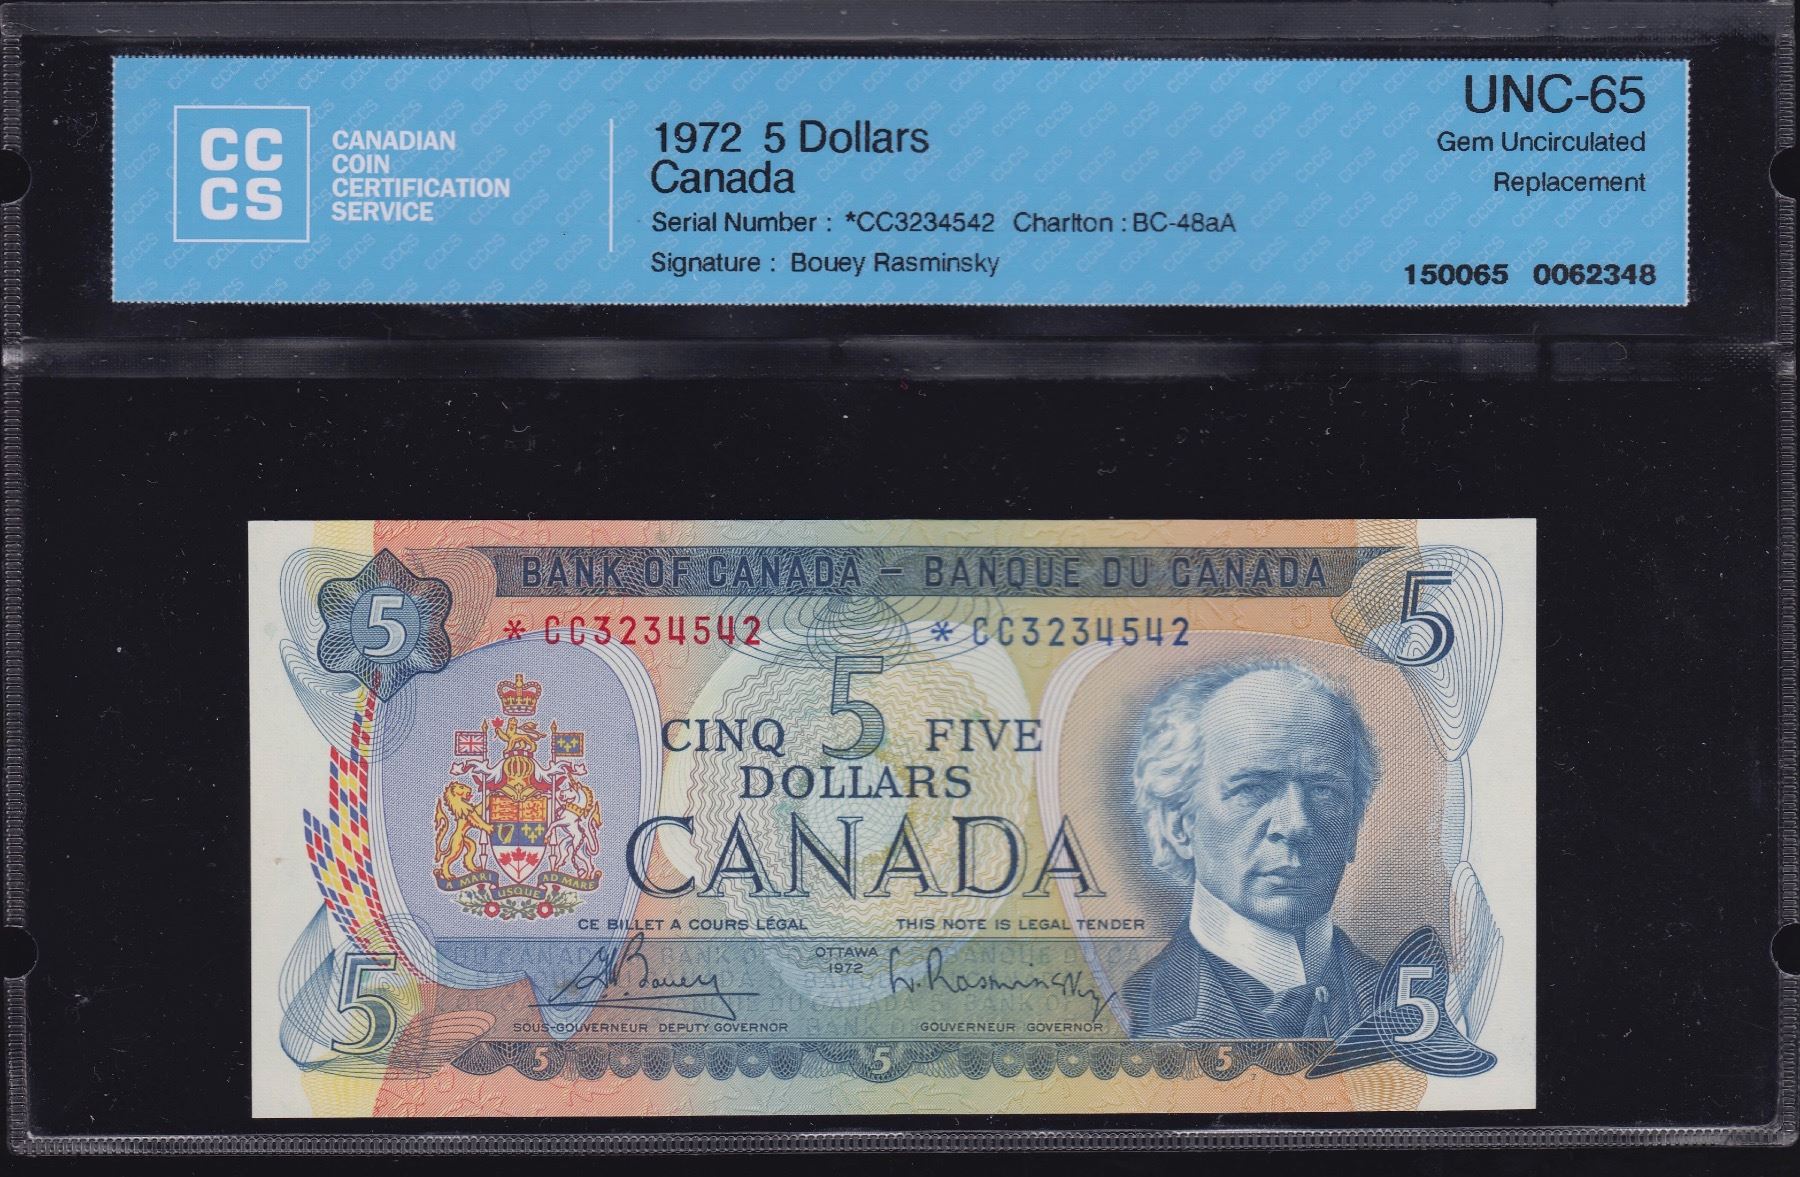 CC
CS
CANADIAN
COIN
CERTIFICATION
SERVICE
1972 5 Dollars
Canada
Serial Number : *CC3234542 Charlton : BC-48aA
Signature : Bouey Rasminsky
UNC-65
Gem Uncirculated
Replacement
150065 0062348
BANK OF CANADA – BANQUE DU CANADA
5
5
* CC3234542 * CC3234542
CINQ 5 FIVE
DOLLARS
CANADA
A MARI USQUE AD MARE
CE BILLET A COURS LÉGAL THIS NOTE IS LEGAL TENDER
OTTAWA
1972
G.K. Bouey L. Rasminsky
SOUS-GOUVERNEUR DEPUTY GOVERNOR GOUVERNEUR GOVERNOR
5 5
5 5 5